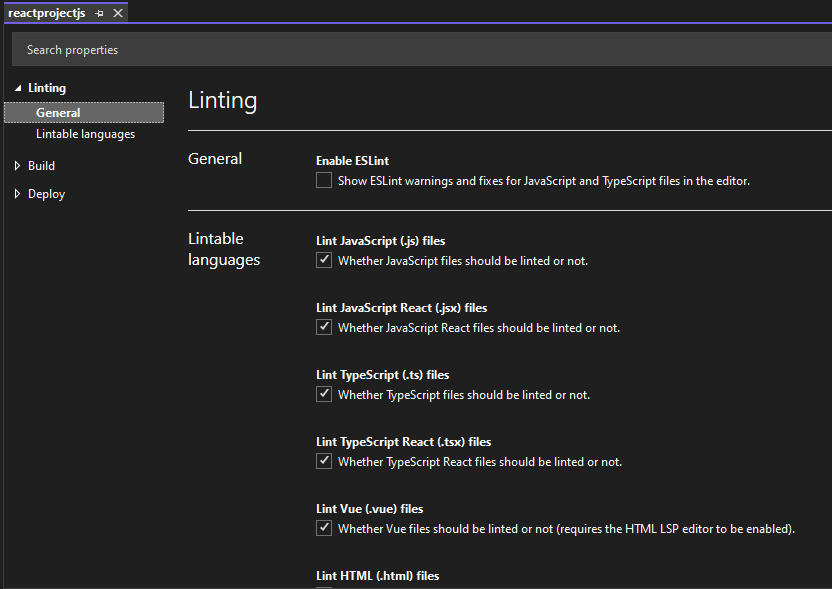 reactprojectjs
Search properties
Linting
General
Lintable languages
Build
Deploy
Linting
General
Enable ESLint
Show ESLint warnings and fixes for JavaScript and TypeScript files in the editor.
Lintable
languages
Lint JavaScript (.js) files
Whether JavaScript files should be linted or not.
Lint JavaScript React (.jsx) files
Whether JavaScript React files should be linted or not.
Lint TypeScript (.ts) files
Whether TypeScript files should be linted or not.
Lint TypeScript React (.tsx) files
Whether TypeScript React files should be linted or not.
Lint Vue (.vue) files
Whether Vue files should be linted or not (requires the HTML LSP editor to be enabled).
Lint HTML (.html) files